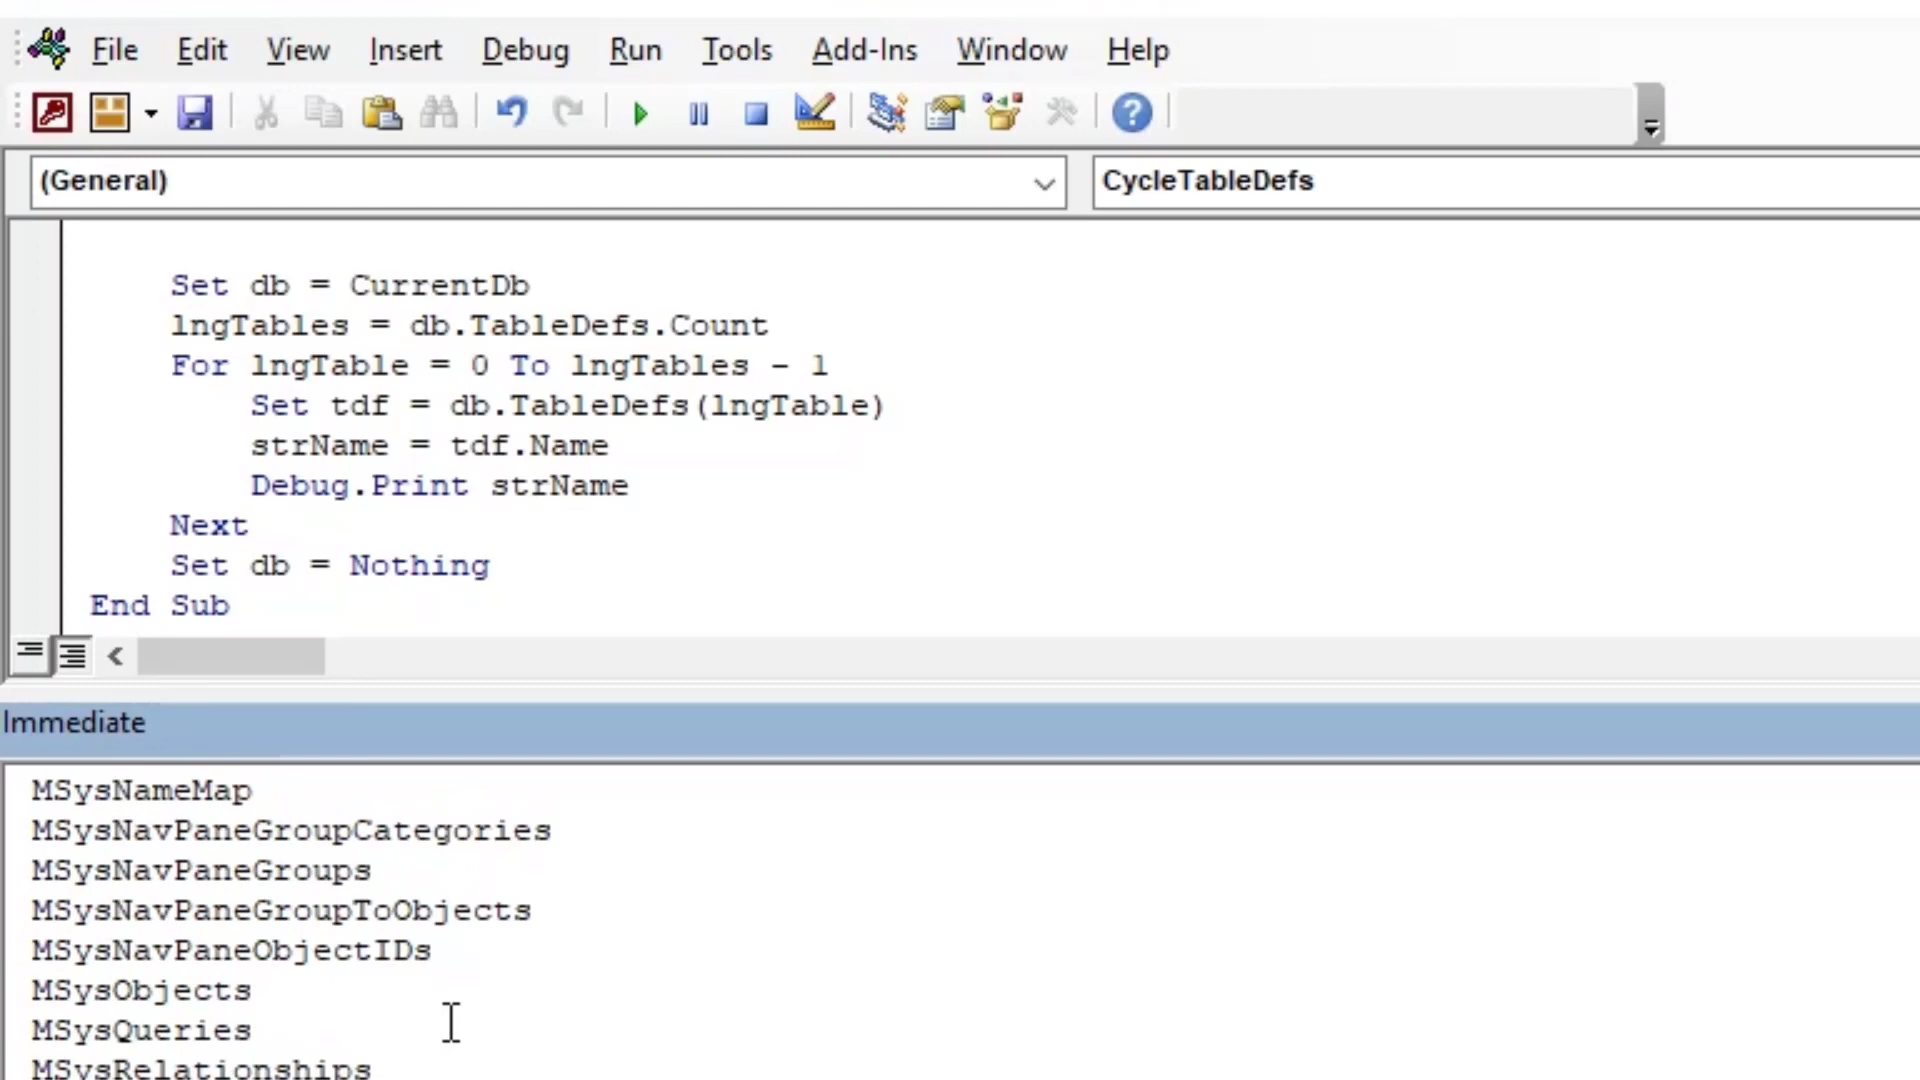 File Edit View Insert Debug Run Tools Add-Ins Window Help
(General) CycleTableDefs
Set db = CurrentDb
lngTables = db.TableDefs.Count
For lngTable = 0 To lngTables - 1
Set tdf = db.TableDefs(lngTable)
strName = tdf.Name
Debug.Print strName
Next
Set db = Nothing
End Sub
Immediate
MSysNameMap
MSysNavPaneGroupCategories
MSysNavPaneGroups
MSysNavPaneGroupToObjects
MSysNavPaneObjectIDs
MSysObjects
MSysQueries
MSysRelationships